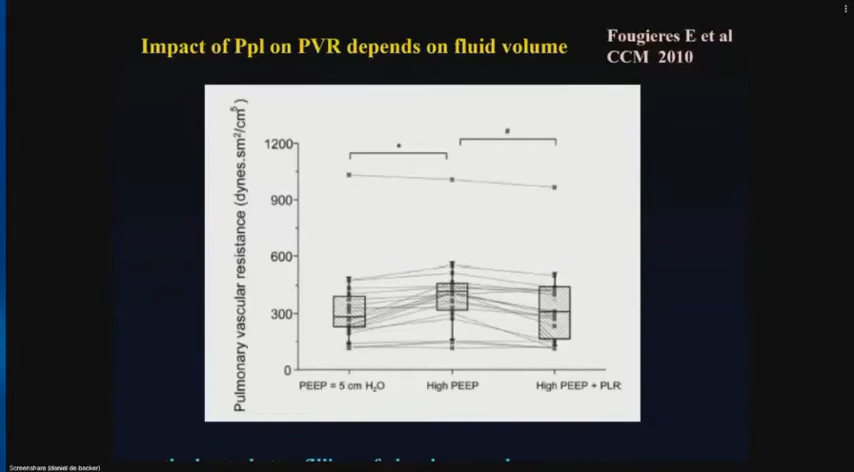 Impact of Ppl on PVR depends on fluid volume
Fougieres E et al
CCM 2010
Pulmonary vascular resistance (dynes.sm²/cm⁵)
1200
900
600
300
0
*
#
PEEP = 5 cm H₂O
High PEEP
High PEEP + PLR
Screenshare (daniel de backer)